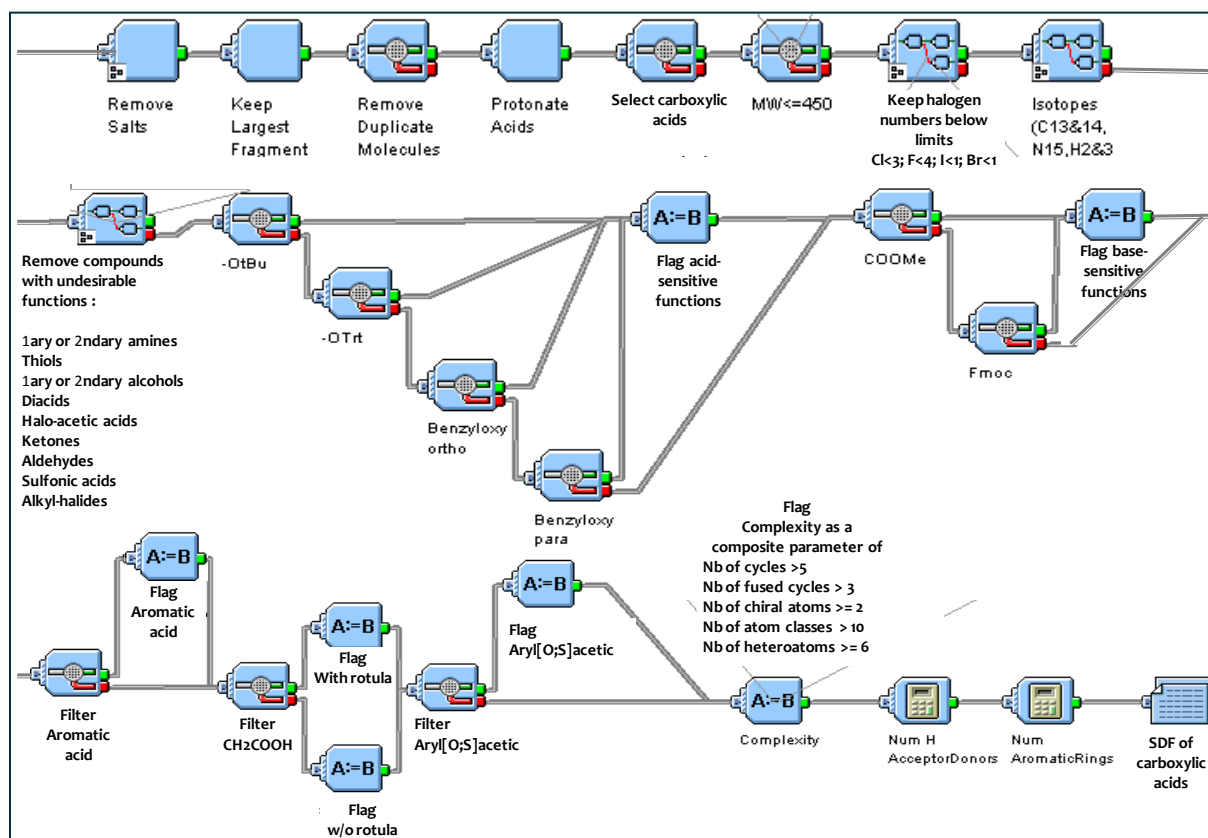 Remove
Salts
Keep
Largest
Fragment
Remove
Duplicate
Molecules
Protonate
Acids
Select carboxylic
acids
MW<=450
Keep halogen
numbers below
limits
Cl<3; F<4; I<1; Br<1
Isotopes
(C13&14,
N15,H2&3
Remove compounds
with undesirable
functions :
1ary or 2ndary amines
Thiols
1ary or 2ndary alcohols
Diacids
Halo-acetic acids
Ketones
Aldehydes
Sulfonic acids
Alkyl-halides
-OtBu
-OTrt
Benzyloxy
ortho
Benzyloxy
para
A:=B
Flag acid-
sensitive
functions
COOMe
Fmoc
A:=B
Flag base-
sensitive
functions
Filter
Aromatic
acid
A:=B
Flag
Aromatic
acid
Filter
CH2COOH
A:=B
Flag
With rotula
A:=B
Flag
w/o rotula
Filter
Aryl[O;S]acetic
A:=B
Flag
Aryl[O;S]acetic
Flag
Complexity as a
composite parameter of
Nb of cycles >5
Nb of fused cycles > 3
Nb of chiral atoms >= 2
Nb of atom classes > 10
Nb of heteroatoms >= 6
A:=B
Complexity
Num H
AcceptorDonors
Num
AromaticRings
SDF of
carboxylic
acids